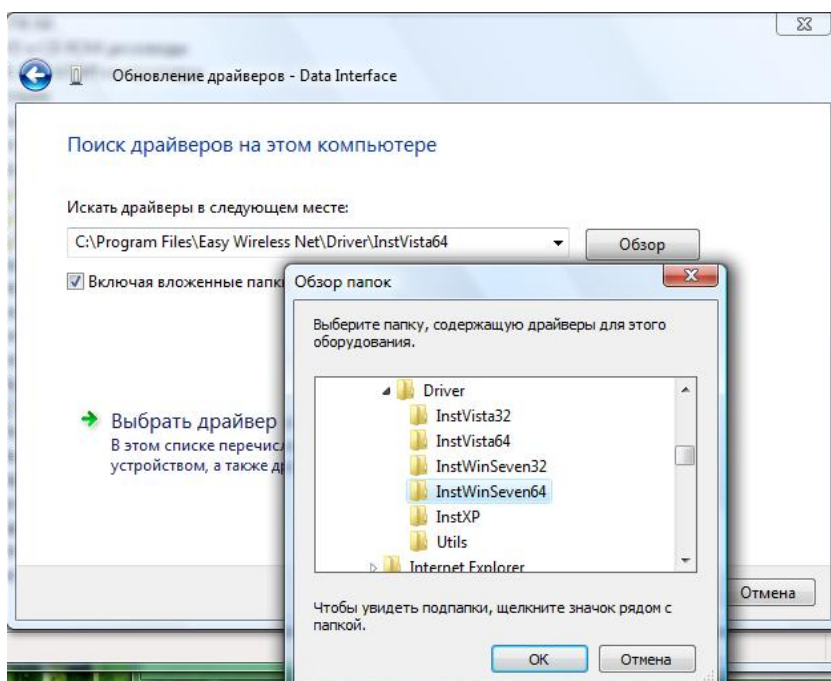 Обновление драйверов - Data Interface
Поиск драйверов на этом компьютере
Искать драйверы в следующем месте:
C:\Program Files\Easy Wireless Net\Driver\InstVista64
Обзор
Включая вложенные папк
Обзор папок
Выберите папку, содержащую драйверы для этого
оборудования.
Driver
InstVista32
InstVista64
InstWinSeven32
InstWinSeven64
InstXP
Utils
Internet Explorer
Выбрать драйвер
В этом списке перечис
устройством, а также д
Чтобы увидеть подпапки, щелкните значок рядом с
папкой.
OK
Отмена
Отмена